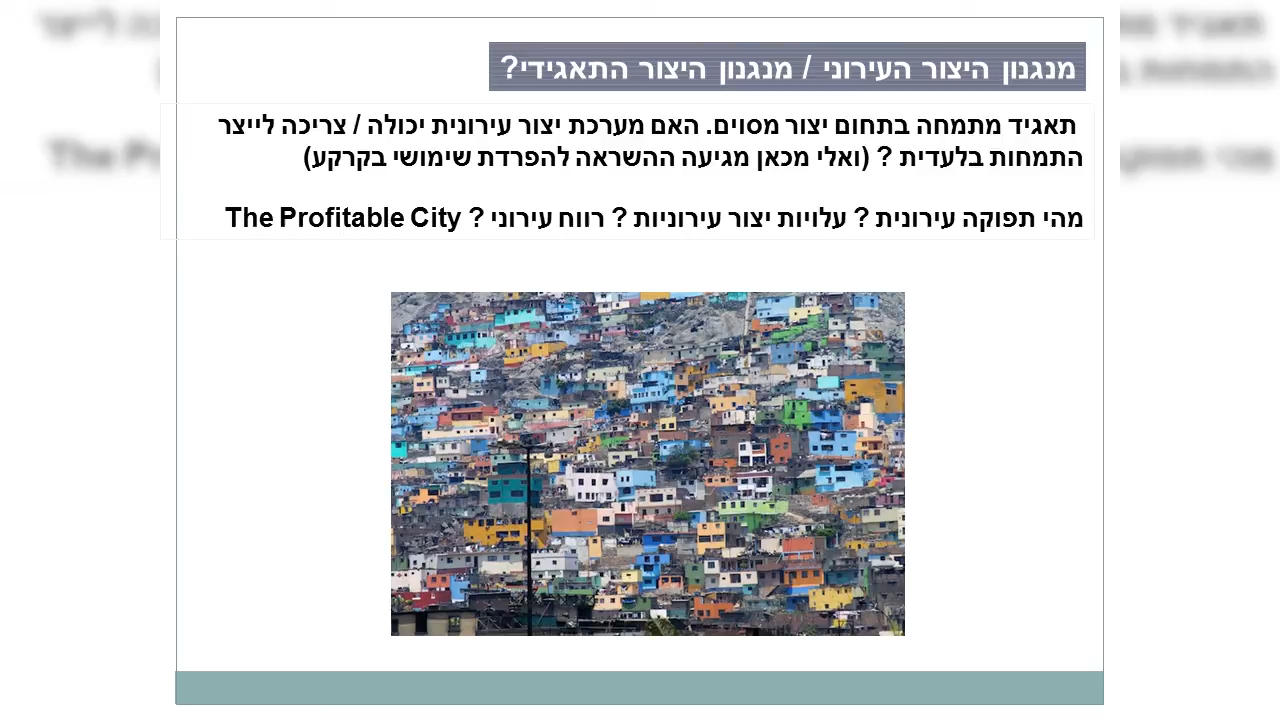 מנגנון היצור העירוני / מנגנון היצור התאגידי?
תאגיד מתמחה בתחום יצור מסוים. האם מערכת יצור עירונית יכולה / צריכה לייצר
התמחות בלעדית ? (ואלי מכאן מגיעה ההשראה להפרדת שימושי בקרקע)
מהי תפוקה עירונית ? עלויות יצור עירוניות ? רווח עירוני ? The Profitable City